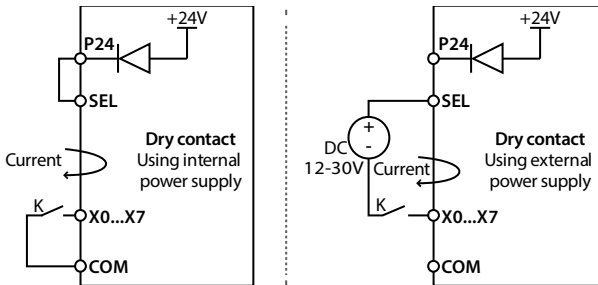 +24V
P24
SEL
Dry contact
Using internal
power supply
Current
K
X0...X7
COM
+24V
P24
SEL
+
-
DC
12-30V
Dry contact
Using external
power supply
Current
K
X0...X7
COM